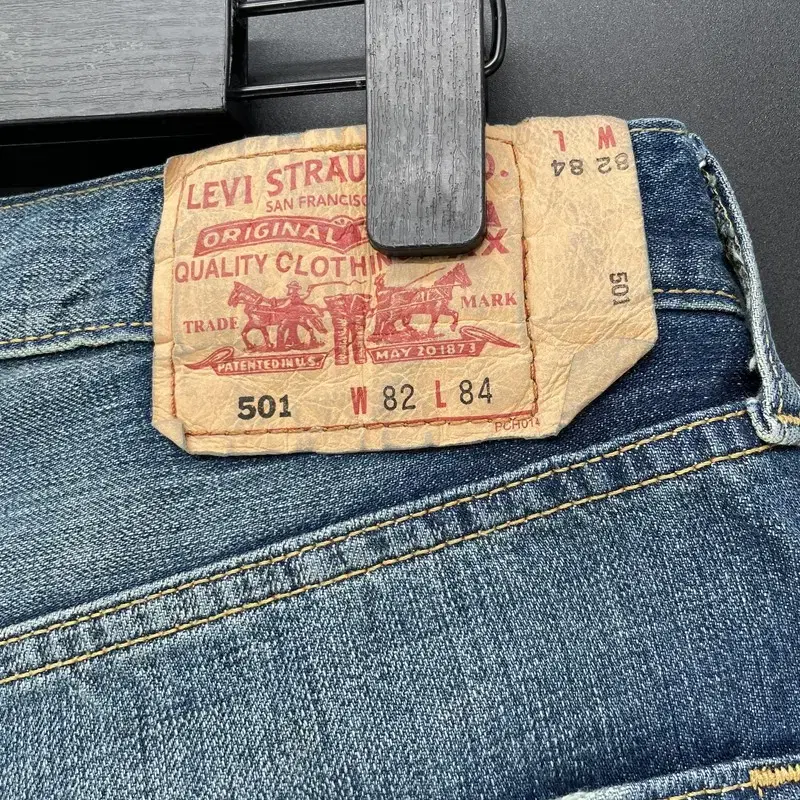 LEVI STRAU
SAN FRANCISC
ORIGINAL
QUALITY CLOTHIN
TRADE MARK
PATENTED IN U.S. MAY 20 1873
501 W 82 L 84
PCH014
W L
82 84
501